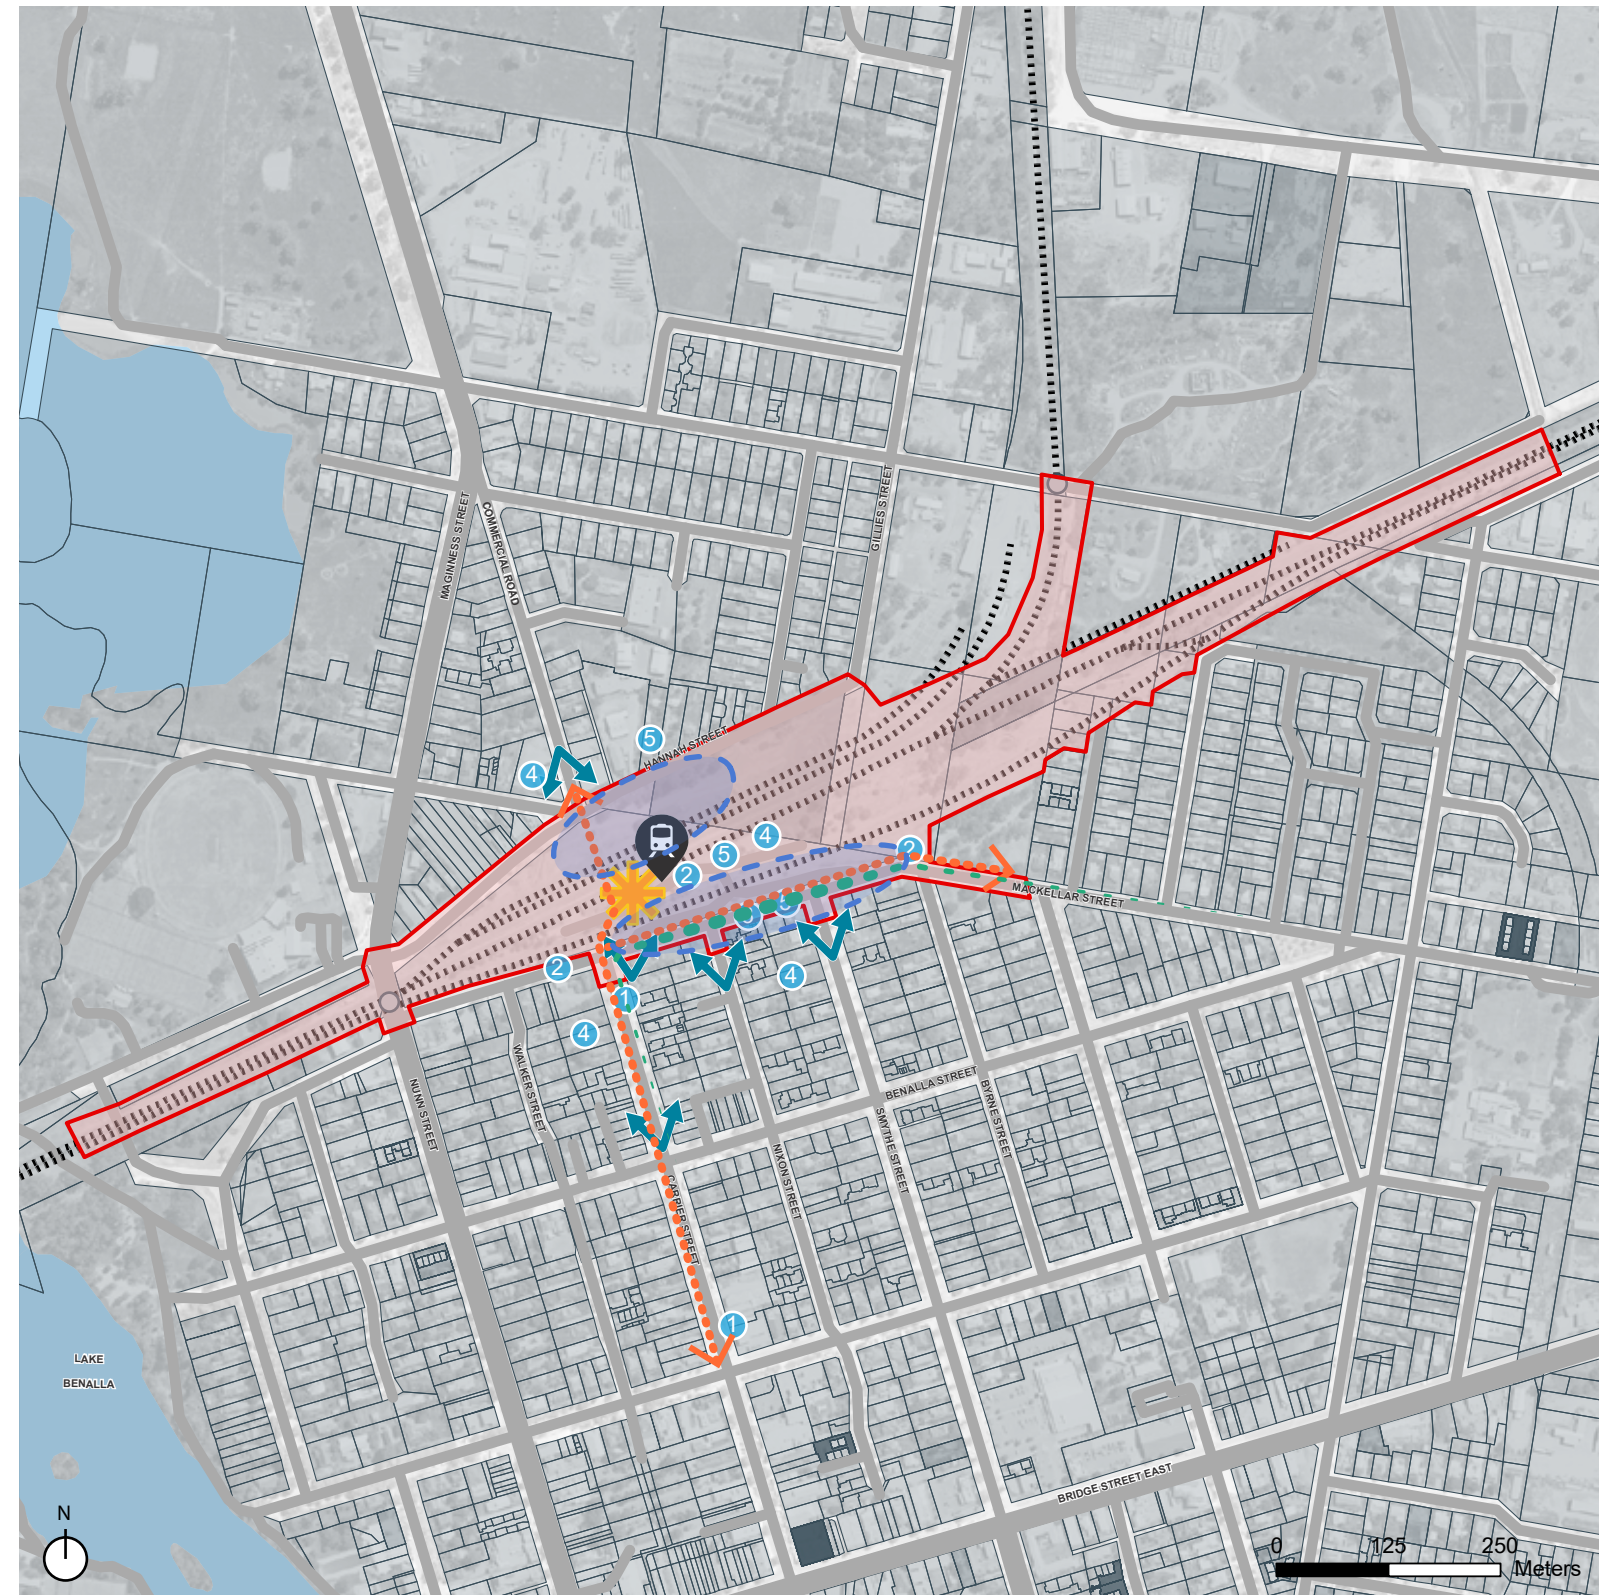 GILLIES STREET
MAGINNESS STREET
COMMERCIAL ROAD
5
HANNAH STREET
4
4
2
5
2
MACKELLAR STREET
5
5
2
4
1
4
BENALLA STREET
WALKER STREET
NUNN STREET
BYRNE STREET
SMYTHE STREET
NIXON STREET
CARRIER STREET
1
LAKE
BENALLA
BRIDGE STREET EAST
N
0 125 250
Meters